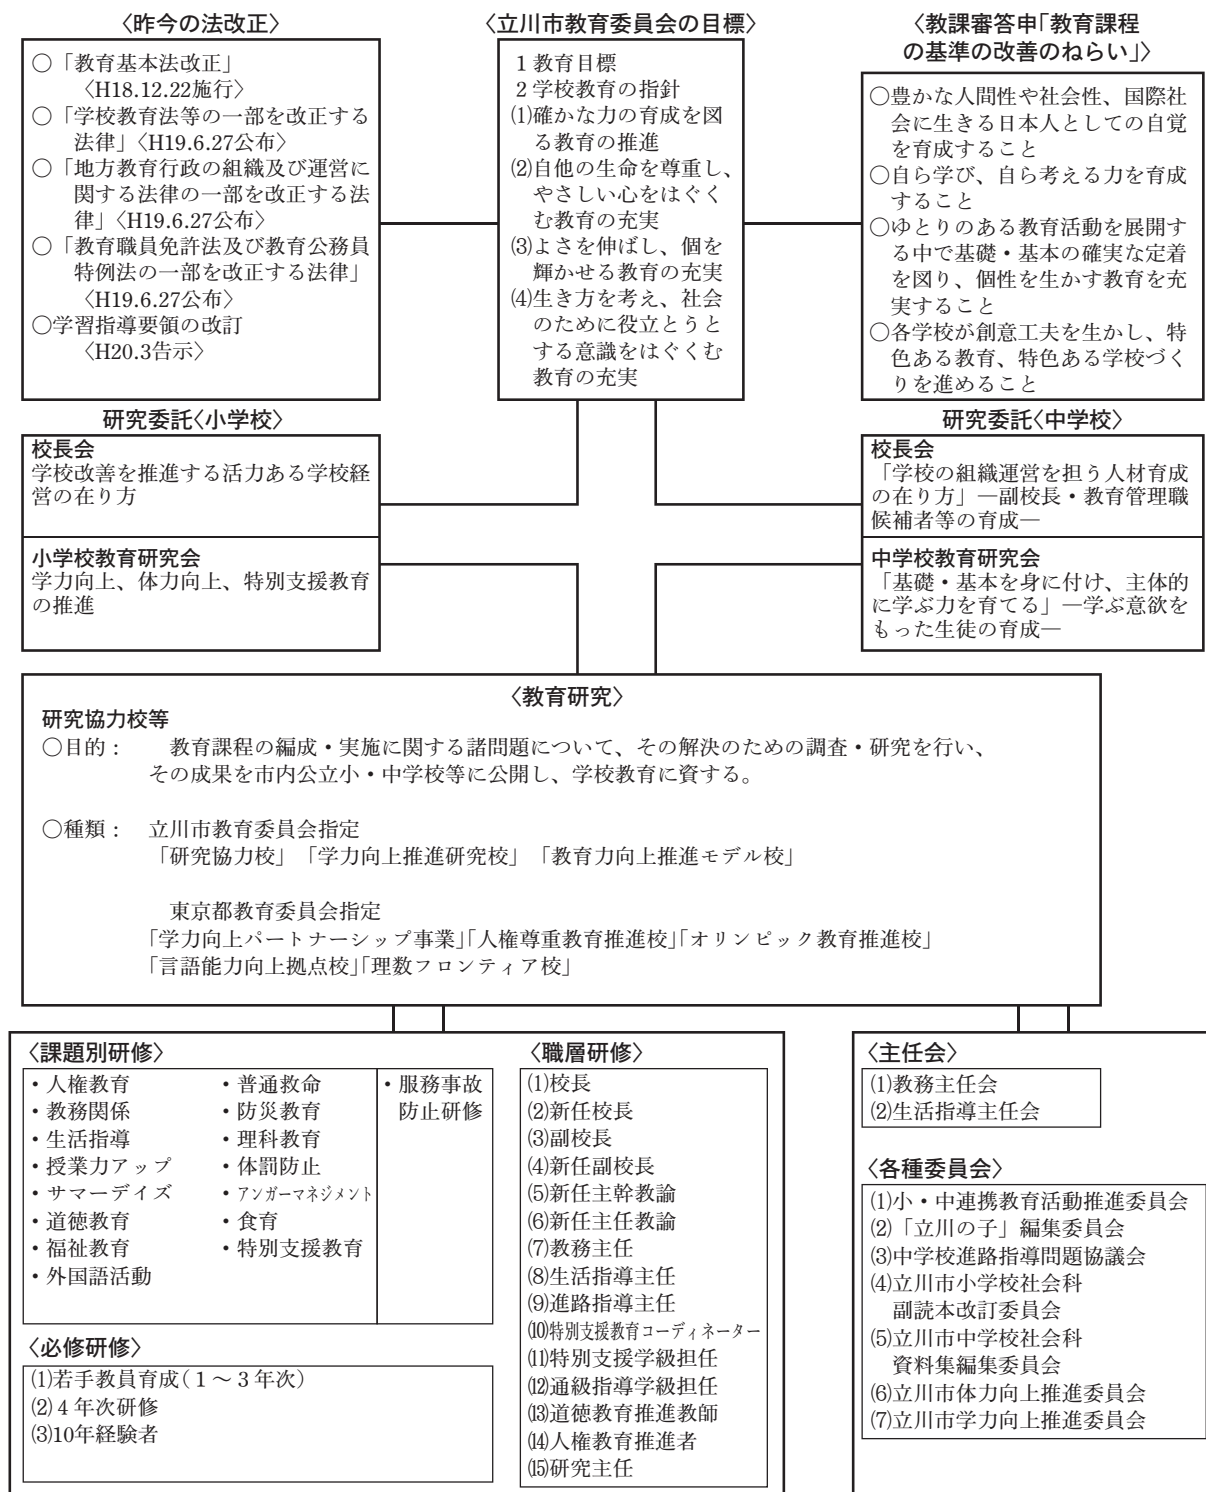 〈昨今の法改正〉
○「教育基本法改正」
〈H18.12.22施行〉
○「学校教育法等の一部を改正する
法律」〈H19.6.27公布〉
○「地方教育行政の組織及び運営に
関する法律の一部を改正する法
律」〈H19.6.27公布〉
○「教育職員免許法及び教育公務員
特例法の一部を改正する法律」
〈H19.6.27公布〉
○学習指導要領の改訂
〈H20.3告示〉
〈立川市教育委員会の目標〉
1 教育目標
2 学校教育の指針
⑴確かな力の育成を図
る教育の推進
⑵自他の生命を尊重し、
やさしい心をはぐく
む教育の充実
⑶よさを伸ばし、個を
輝かせる教育の充実
⑷生き方を考え、社会
のために役立とうと
する意識をはぐくむ
教育の充実
〈教課審答申「教育課程
の基準の改善のねらい」〉
○豊かな人間性や社会性、国際社
会に生きる日本人としての自覚
を育成すること
○自ら学び、自ら考える力を育成
すること
○ゆとりのある教育活動を展開す
る中で基礎・基本の確実な定着
を図り、個性を生かす教育を充
実すること
○各学校が創意工夫を生かし、特
色ある教育、特色ある学校づく
りを進めること
研究委託〈小学校〉
校長会
学校改善を推進する活力ある学校経
営の在り方
小学校教育研究会
学力向上、体力向上、特別支援教育
の推進
研究委託〈中学校〉
校長会
「学校の組織運営を担う人材育成
の在り方」―副校長・教育管理職
候補者等の育成―
中学校教育研究会
「基礎・基本を身に付け、主体的
に学ぶ力を育てる」―学ぶ意欲を
もった生徒の育成―
〈教育研究〉
研究協力校等
○目的： 教育課程の編成・実施に関する諸問題について、その解決のための調査・研究を行い、
その成果を市内公立小・中学校等に公開し、学校教育に資する。
○種類： 立川市教育委員会指定
「研究協力校」「学力向上推進研究校」「教育力向上推進モデル校」
東京都教育委員会指定
「学力向上パートナーシップ事業」「人権尊重教育推進校」「オリンピック教育推進校」
「言語能力向上拠点校」「理数フロンティア校」
〈課題別研修〉
・人権教育
・教務関係
・生活指導
・授業力アップ
・サマーデイズ
・道徳教育
・福祉教育
・外国語活動
・普通救命
・防災教育
・理科教育
・体罰防止
・アンガーマネジメント
・食育
・特別支援教育
・服務事故
防止研修
〈必修研修〉
⑴若手教員育成（1～3年次）
⑵4年次研修
⑶10年経験者
〈職層研修〉
⑴校長
⑵新任校長
⑶副校長
⑷新任副校長
⑸新任主幹教諭
⑹新任主任教諭
⑺教務主任
⑻生活指導主任
⑼進路指導主任
⑽特別支援教育コーディネーター
⑾特別支援学級担任
⑿通級指導学級担任
⒀道徳教育推進教師
⒁人権教育推進者
⒂研究主任
〈主任会〉
⑴教務主任会
⑵生活指導主任会
〈各種委員会〉
⑴小・中連携教育活動推進委員会
⑵「立川の子」編集委員会
⑶中学校進路指導問題協議会
⑷立川市小学校社会科
副読本改訂委員会
⑸立川市中学校社会科
資料集編集委員会
⑹立川市体力向上推進委員会
⑺立川市学力向上推進委員会